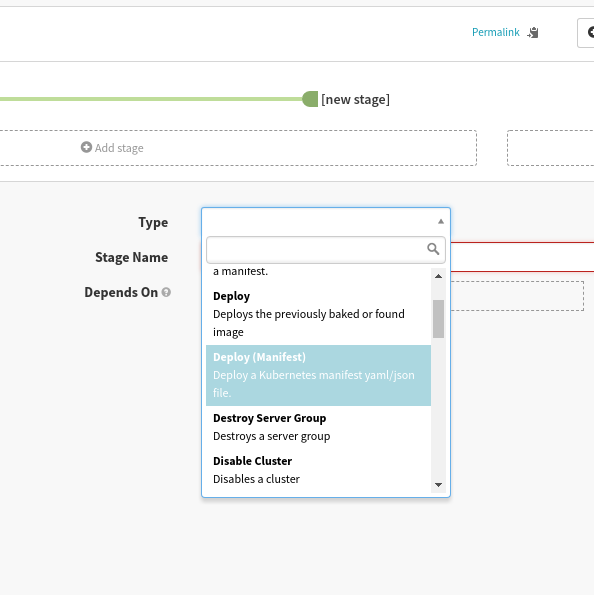 Permalink
[new stage]
Add stage
Type
Stage Name
Depends On
a manifest.
Deploy
Deploys the previously baked or found
image
Deploy (Manifest)
Deploy a Kubernetes manifest yaml/json
file.
Destroy Server Group
Destroys a server group
Disable Cluster
Disables a cluster